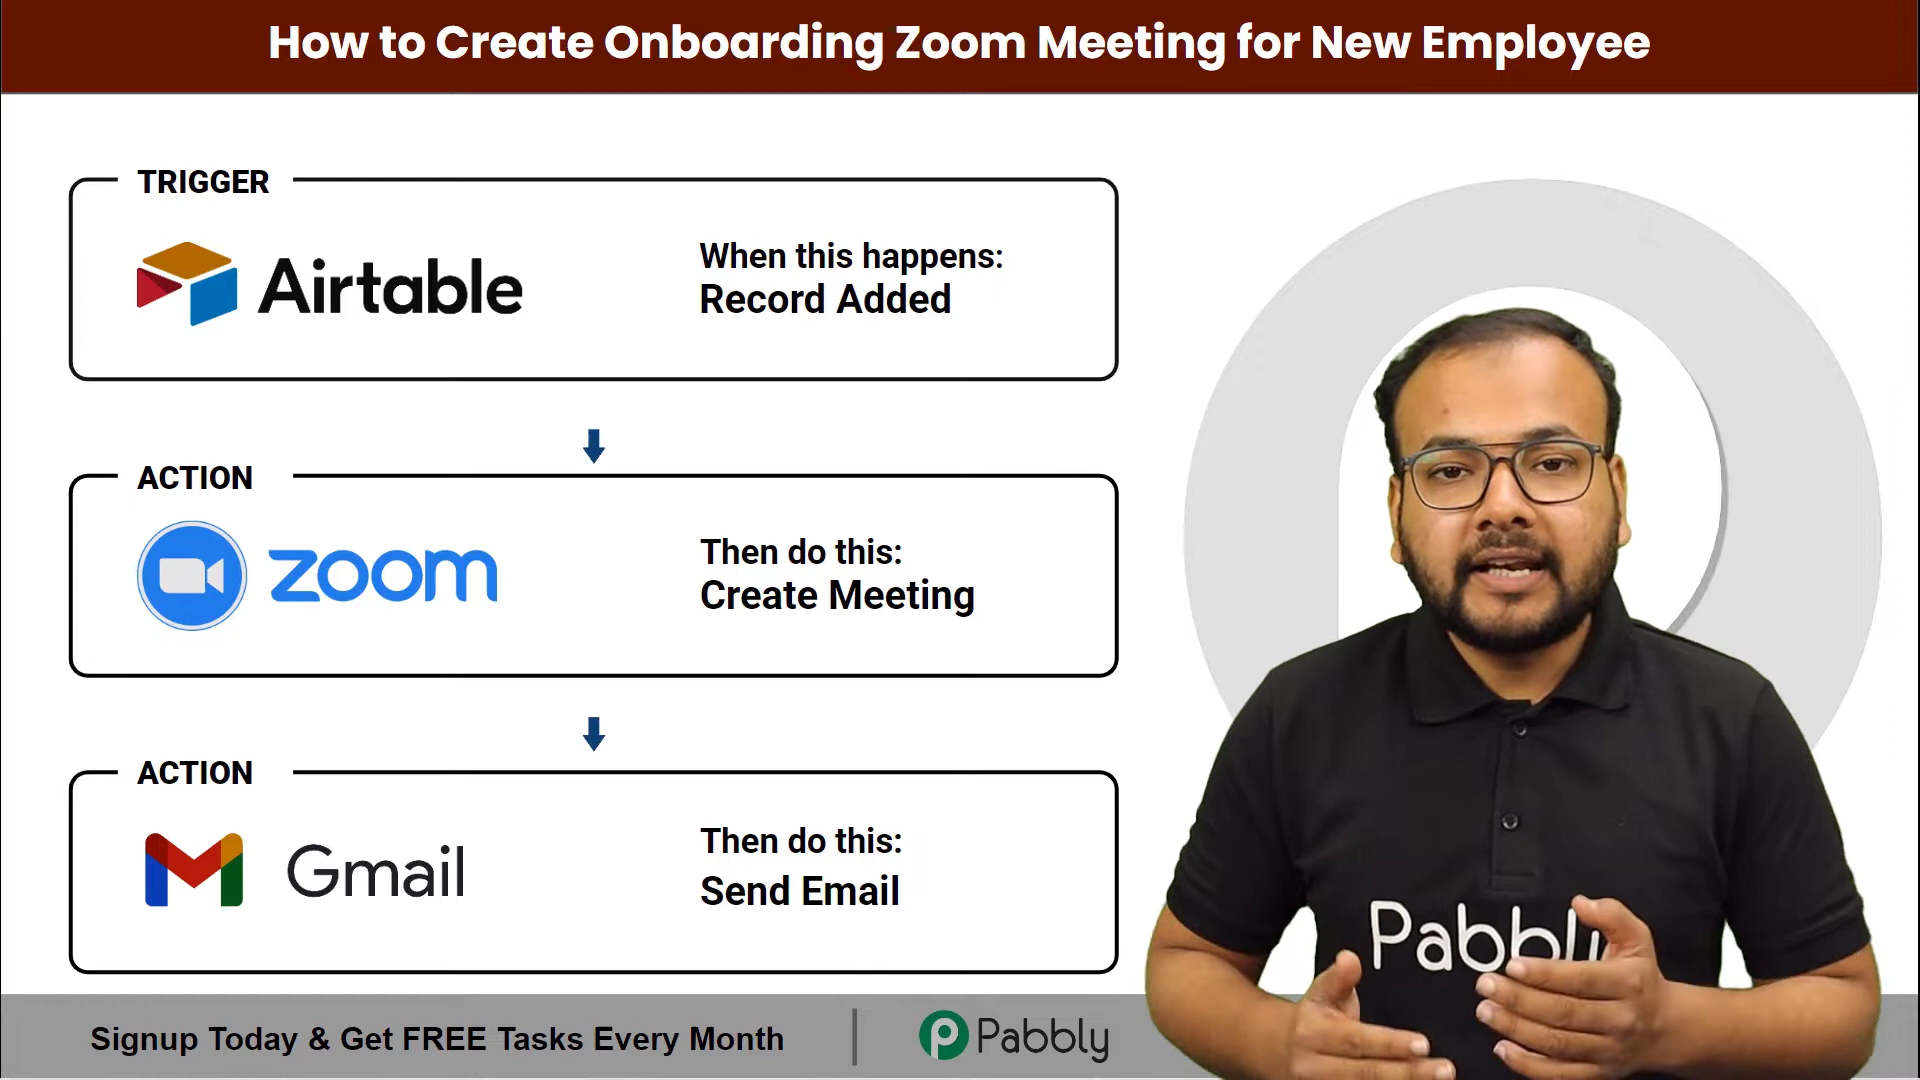 How to Create Onboarding Zoom Meeting for New Employee
TRIGGER
Airtable
When this happens:
Record Added
ACTION
zoom
Then do this:
Create Meeting
ACTION
Gmail
Then do this:
Send Email
Pabbly
Signup Today & Get FREE Tasks Every Month
Pabbly